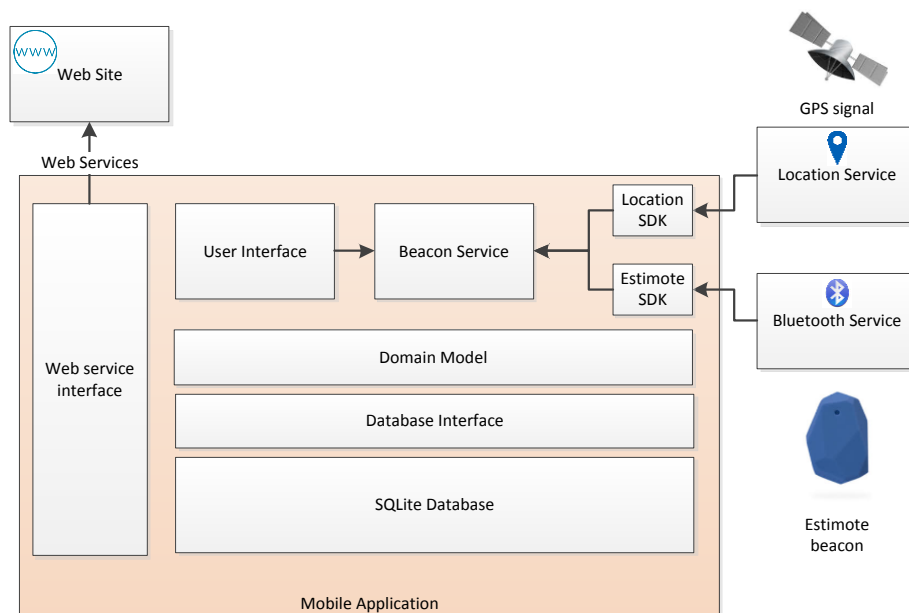 www
Web Site
GPS signal
Web Services
Location Service
Location
SDK
User Interface
Beacon Service
Estimote
SDK
Bluetooth Service
Web service
interface
Domain Model
Database Interface
SQLite Database
Estimote
beacon
Mobile Application